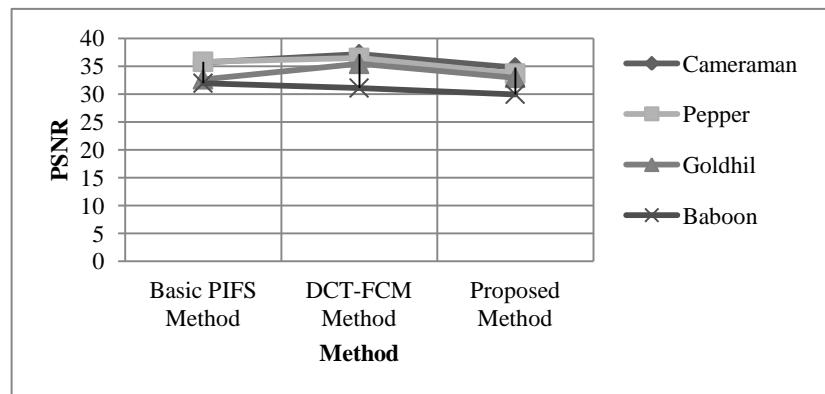 40
35
30
25
20
15
10
5
0
PSNR
Basic PIFS
Method
DCT-FCM
Method
Proposed
Method
Method
Cameraman
Pepper
Goldhil
Baboon